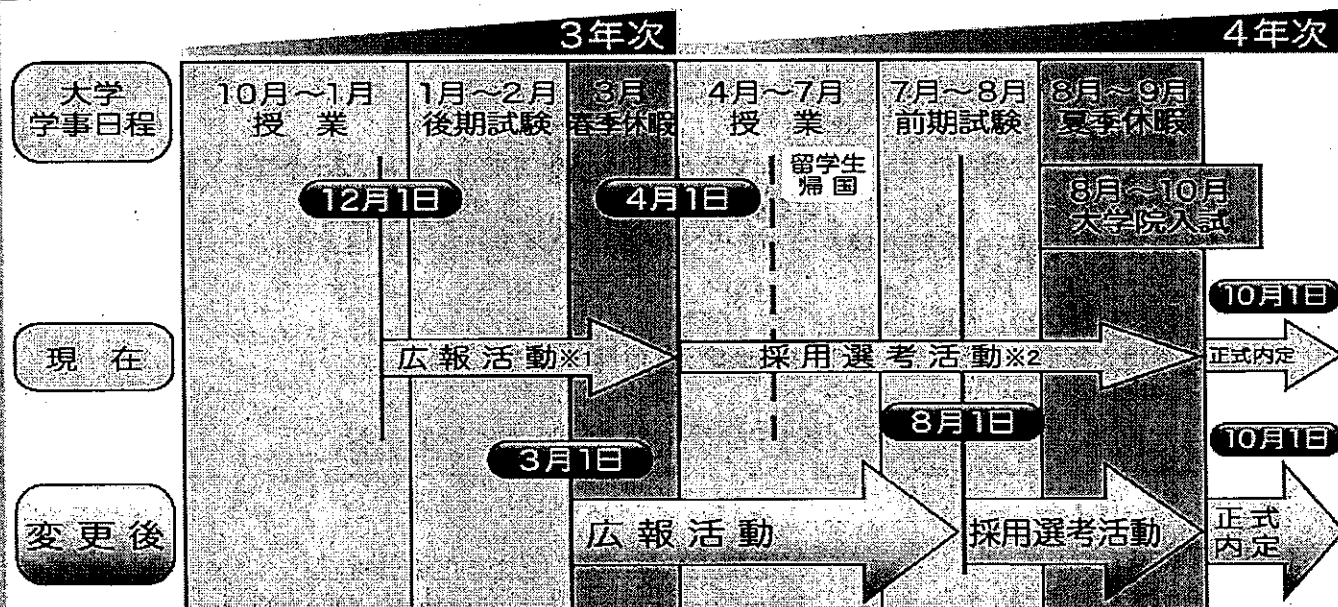 3年次
4年次
大学
学事日程
10月〜1月
授 業
1月〜2月
後期試験
3月
春季休暇
4月〜7月
授 業
7月〜8月
前期試験
8月〜9月
夏季休暇
留学生
帰国
8月〜10月
大学院入試
12月1日
4月1日
10月1日
現 在
広報活動※1
採用選考活動※2
正式内定
8月1日
10月1日
3月1日
変更後
広報活動
採用選考活動
正式
内定